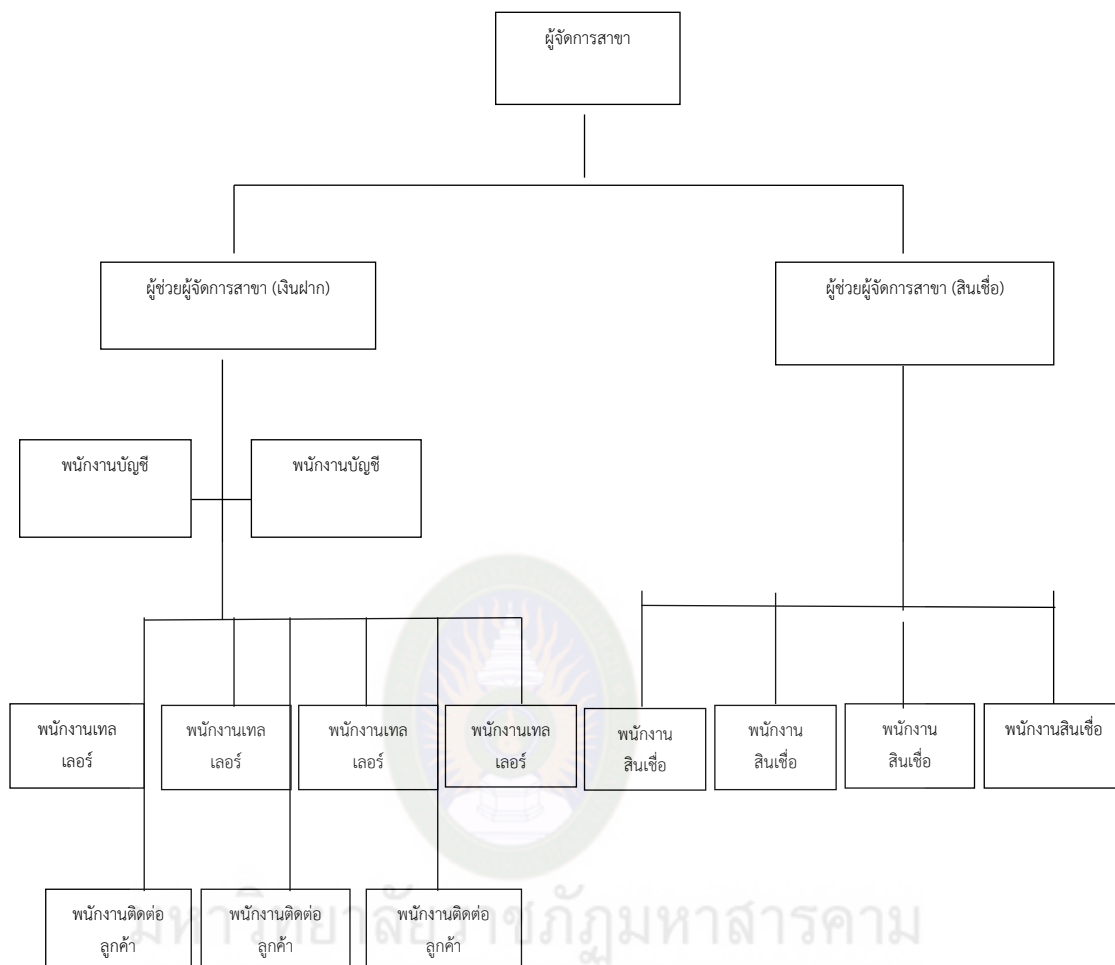 ผู้จัดการสาขา
ผู้ช่วยผู้จัดการสาขา (เงินฝาก)
ผู้ช่วยผู้จัดการสาขา (สินเชื่อ)
พนักงานบัญชี
พนักงานบัญชี
พนักงานเทล
เลอร์
พนักงานเทล
เลอร์
พนักงานเทล
เลอร์
พนักงานเทล
เลอร์
พนักงาน
สินเชื่อ
พนักงาน
สินเชื่อ
พนักงาน
สินเชื่อ
พนักงานสินเชื่อ
พนักงานติดต่อ
ลูกค้า
พนักงานติดต่อ
ลูกค้า
พนักงานติดต่อ
ลูกค้า
มหาวิทยาลัยราชภัฏมหาสารคาม